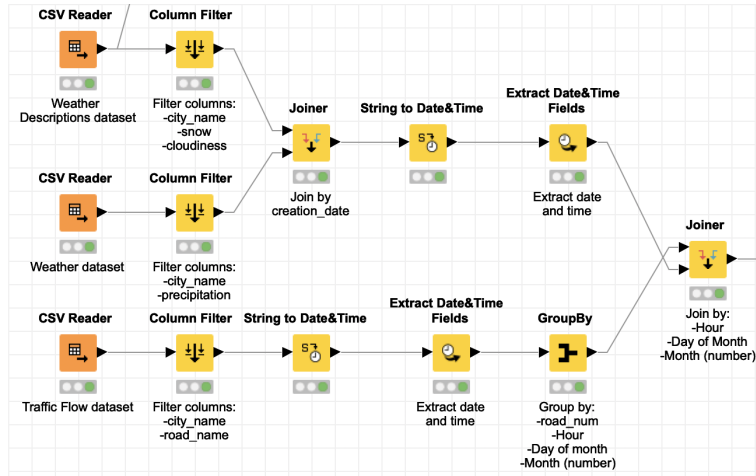 CSV Reader
Column Filter
Weather
Descriptions dataset
Filter columns:
-city_name
-snow
-cloudiness
Joiner
String to Date&Time
Extract Date&Time
Fields
Join by
creation_date
Extract date
and time
CSV Reader
Column Filter
Weather dataset
Filter columns:
-city_name
-precipitation
Joiner
Join by:
-Hour
-Day of Month
-Month (number)
CSV Reader
Column Filter
String to Date&Time
Extract Date&Time
Fields
GroupBy
Traffic Flow dataset
Filter columns:
-city_name
-road_name
Extract date
and time
Group by:
-road_num
-Hour
-Day of month
-Month (number)